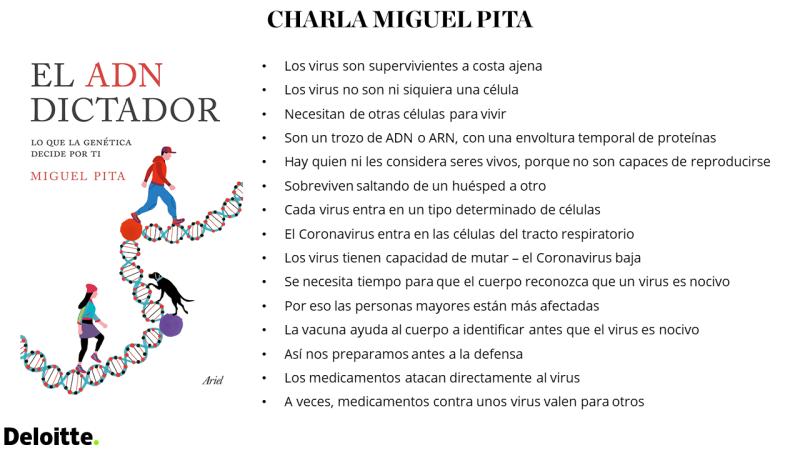 CHARLA MIGUEL PITA
EL ADN
DICTADOR
LO QUE LA GENÉTICA
DECIDE POR TI
MIGUEL PITA
Ariel
• Los virus son supervivientes a costa ajena
• Los virus no son ni siquiera una célula
• Necesitan de otras células para vivir
• Son un trozo de ADN o ARN, con una envoltura temporal de proteínas
• Hay quien ni les considera seres vivos, porque no son capaces de reproducirse
• Sobreviven saltando de un huésped a otro
• Cada virus entra en un tipo determinado de células
• El Coronavirus entra en las células del tracto respiratorio
• Los virus tienen capacidad de mutar – el Coronavirus baja
• Se necesita tiempo para que el cuerpo reconozca que un virus es nocivo
• Por eso las personas mayores están más afectadas
• La vacuna ayuda al cuerpo a identificar antes que el virus es nocivo
• Así nos preparamos antes a la defensa
• Los medicamentos atacan directamente al virus
• A veces, medicamentos contra unos virus valen para otros
Deloitte.